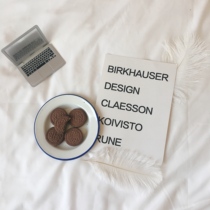 BIRKHAUSER
DESIGN
CLAESSON
KOIVISTO
RUNE